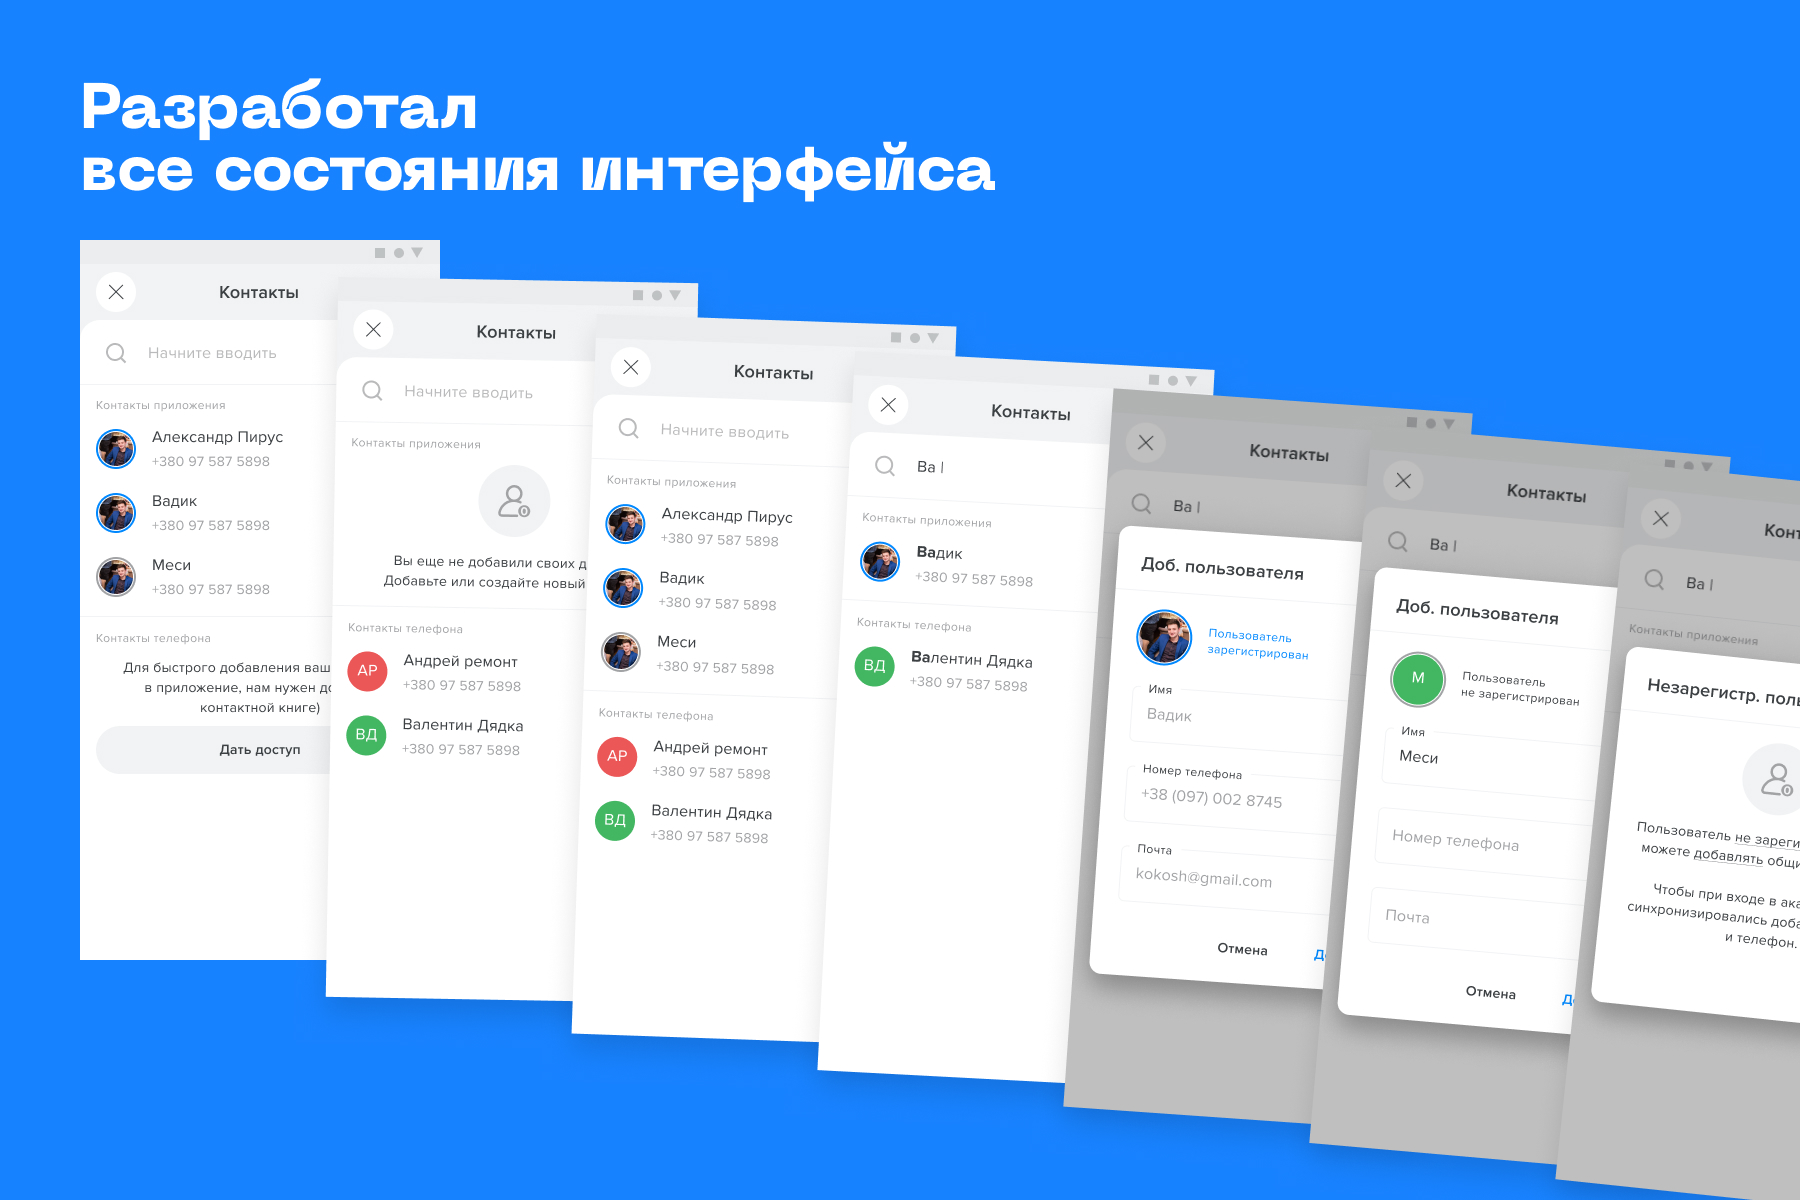 Разработал
все состояния интерфейса
Контакты
Начните вводить
Контакты приложения
Александр Пирус
+380 97 587 5898
Вадик
+380 97 587 5898
Меси
+380 97 587 5898
Контакты телефона
Для быстрого добавления ваш
в приложение, нам нужен до
контактной книге)
Дать доступ
Контакты
Начните вводить
Контакты приложения
Вы еще не добавили своих д
Добавьте или создайте новый
Контакты телефона
АР
Андрей ремонт
+380 97 587 5898
ВД
Валентин Дядка
+380 97 587 5898
Контакты
Начните вводить
Контакты приложения
Александр Пирус
+380 97 587 5898
Вадик
+380 97 587 5898
Меси
+380 97 587 5898
Контакты телефона
АР
Андрей ремонт
+380 97 587 5898
ВД
Валентин Дядка
+380 97 587 5898
Контакты
Ва
Контакты приложения
Вадик
+380 97 587 5898
Контакты телефона
ВД
Валентин Дядка
+380 97 587 5898
Контакты
Ва
Доб. пользователя
Пользователь
зарегистрирован
Имя
Вадик
Номер телефона
+38 (097) 002 8745
Почта
kokosh@gmail.com
Отмена
Контакты
Ва
Доб. пользователя
М
Пользователь
не зарегистрирован
Имя
Меси
Номер телефона
Почта
Отмена
Конт
Ва
Контакты приложения
Незарегистр. поль
Пользователь не зареги
можете добавлять общи
Чтобы при входе в ака
синхронизировались доба
и телефон.